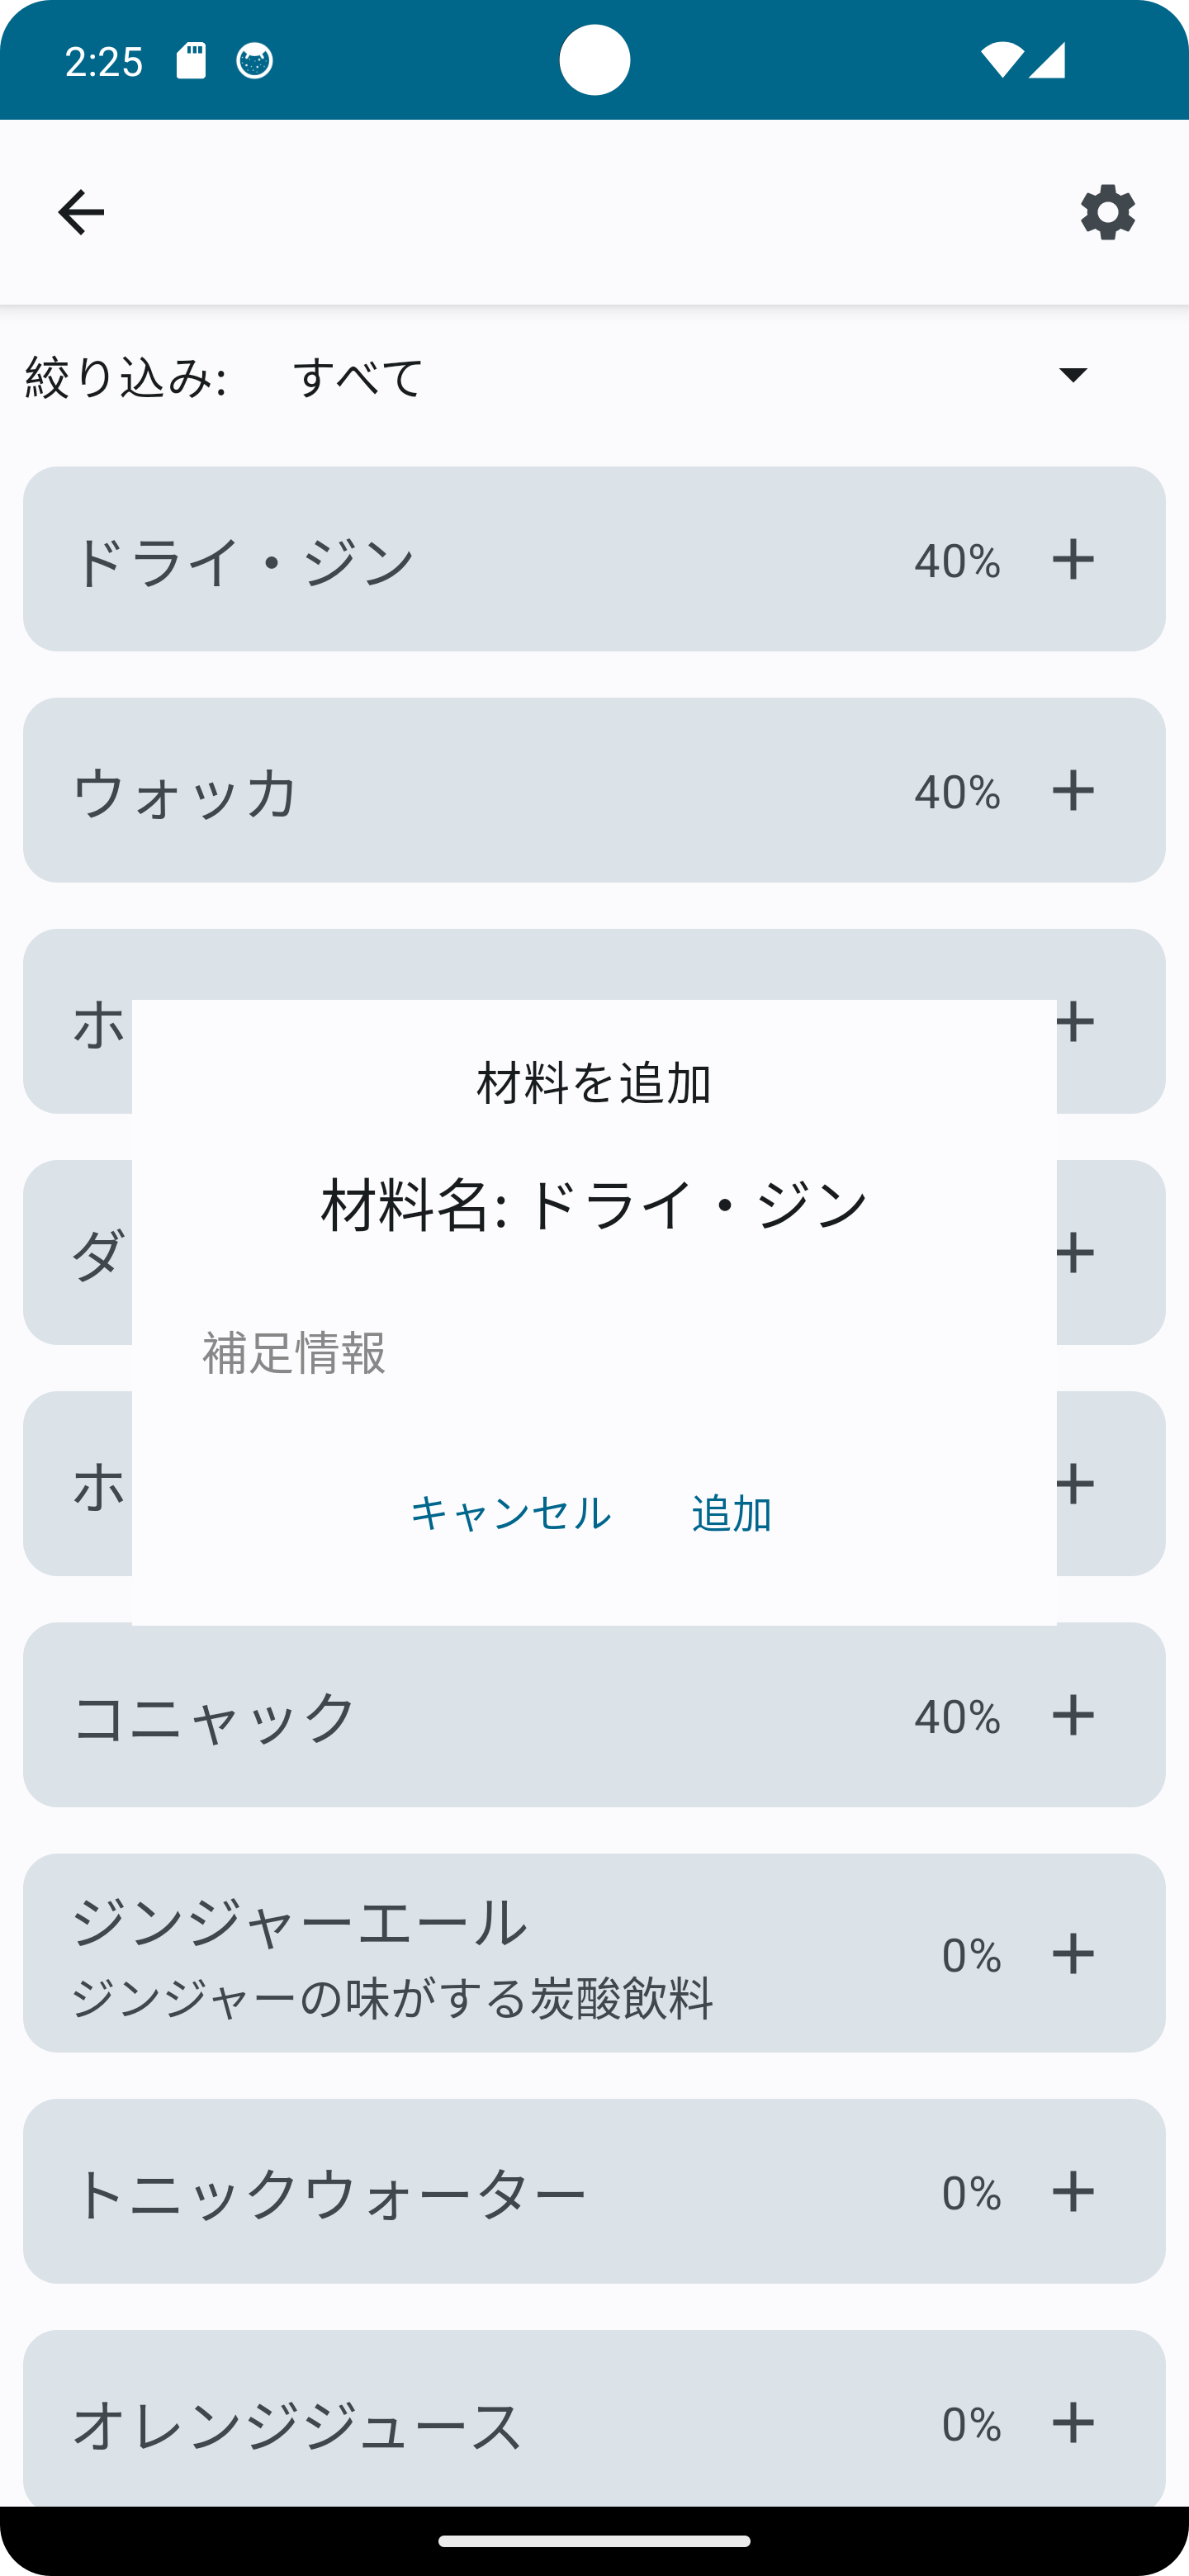 2:25
絞り込み: すべて
ドライ・ジン 40%
ウォッカ 40%
ホ
材料を追加
材料名: ドライ・ジン
ダ
補足情報
ホ
キャンセル 追加
コニャック 40%
ジンジャーエール 0%
ジンジャーの味がする炭酸飲料
トニックウォーター 0%
オレンジジュース 0%